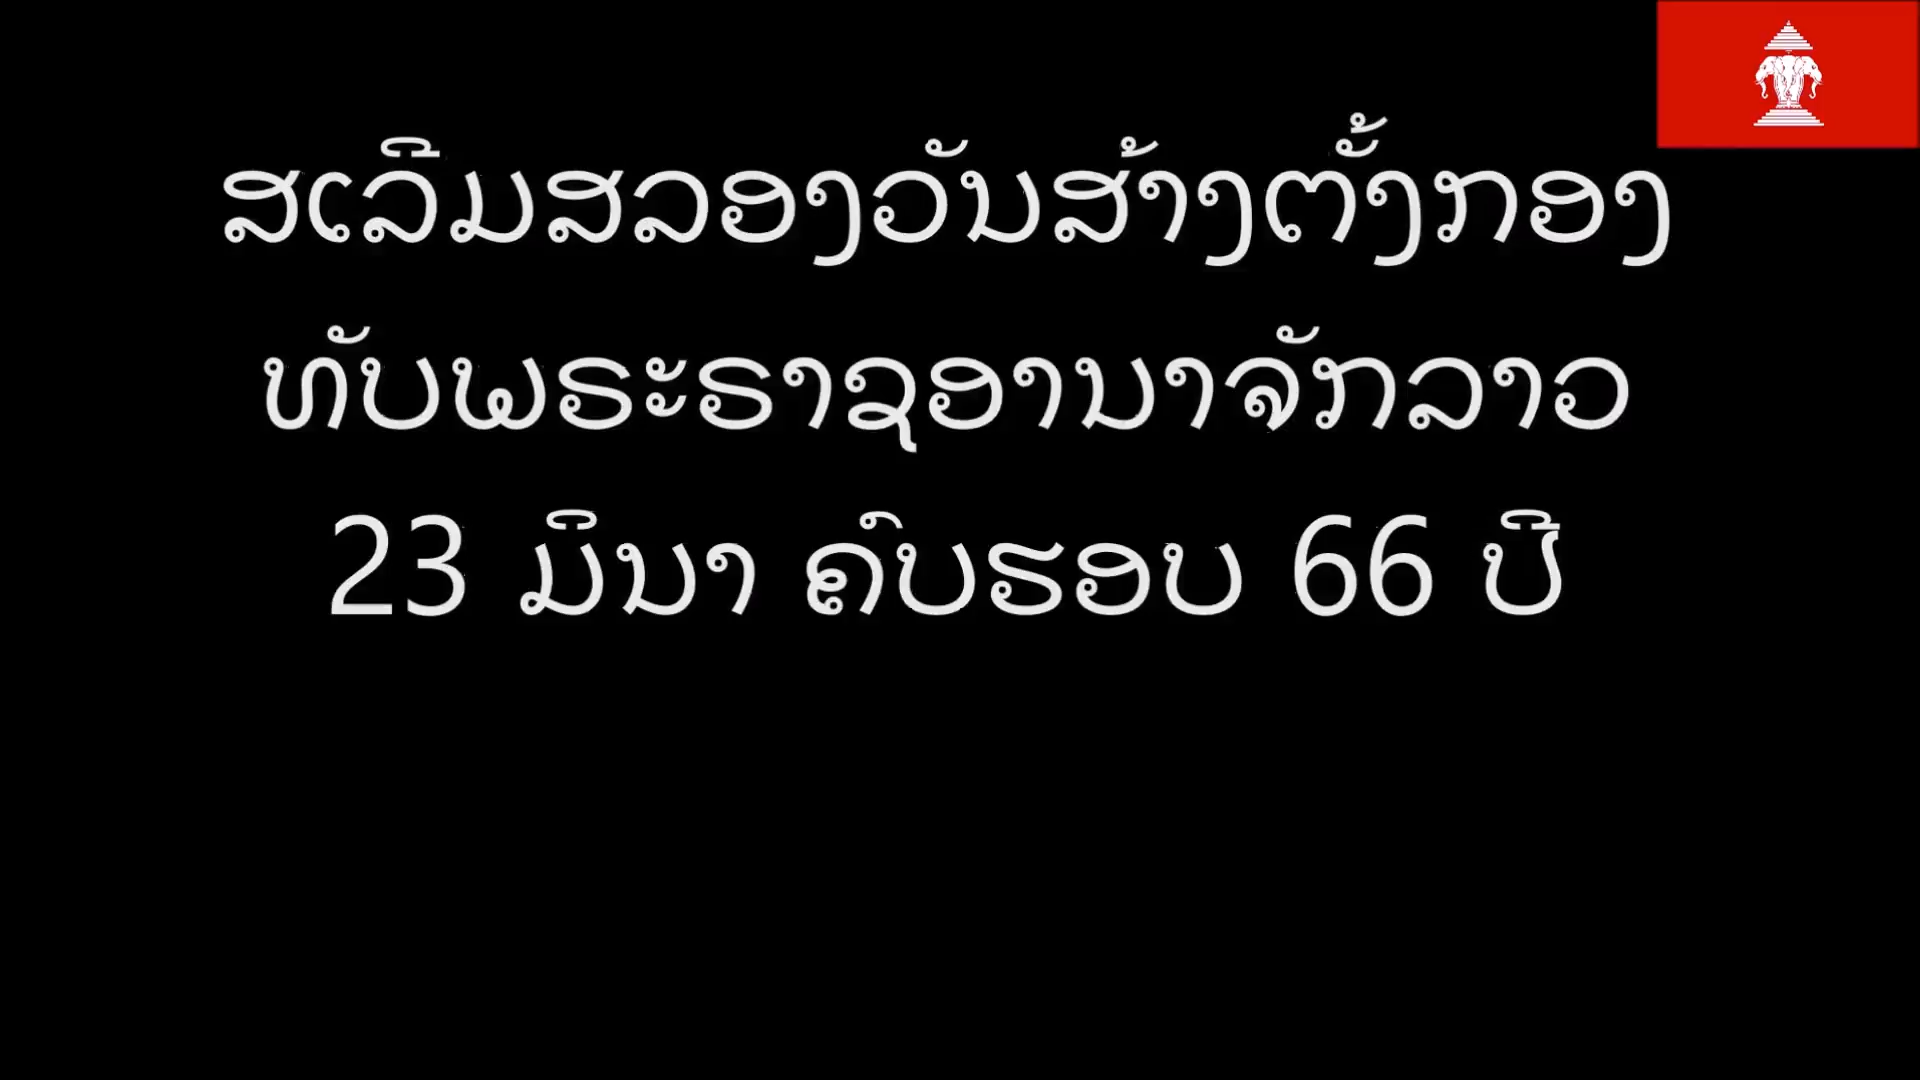 ສເລີມສລອງວັນສ້າງຕັ້ງກອງ
ທັບພຣະຣາຊອານາຈັກລາວ
23 ມິນາ ຄົບຮອບ 66 ປີ